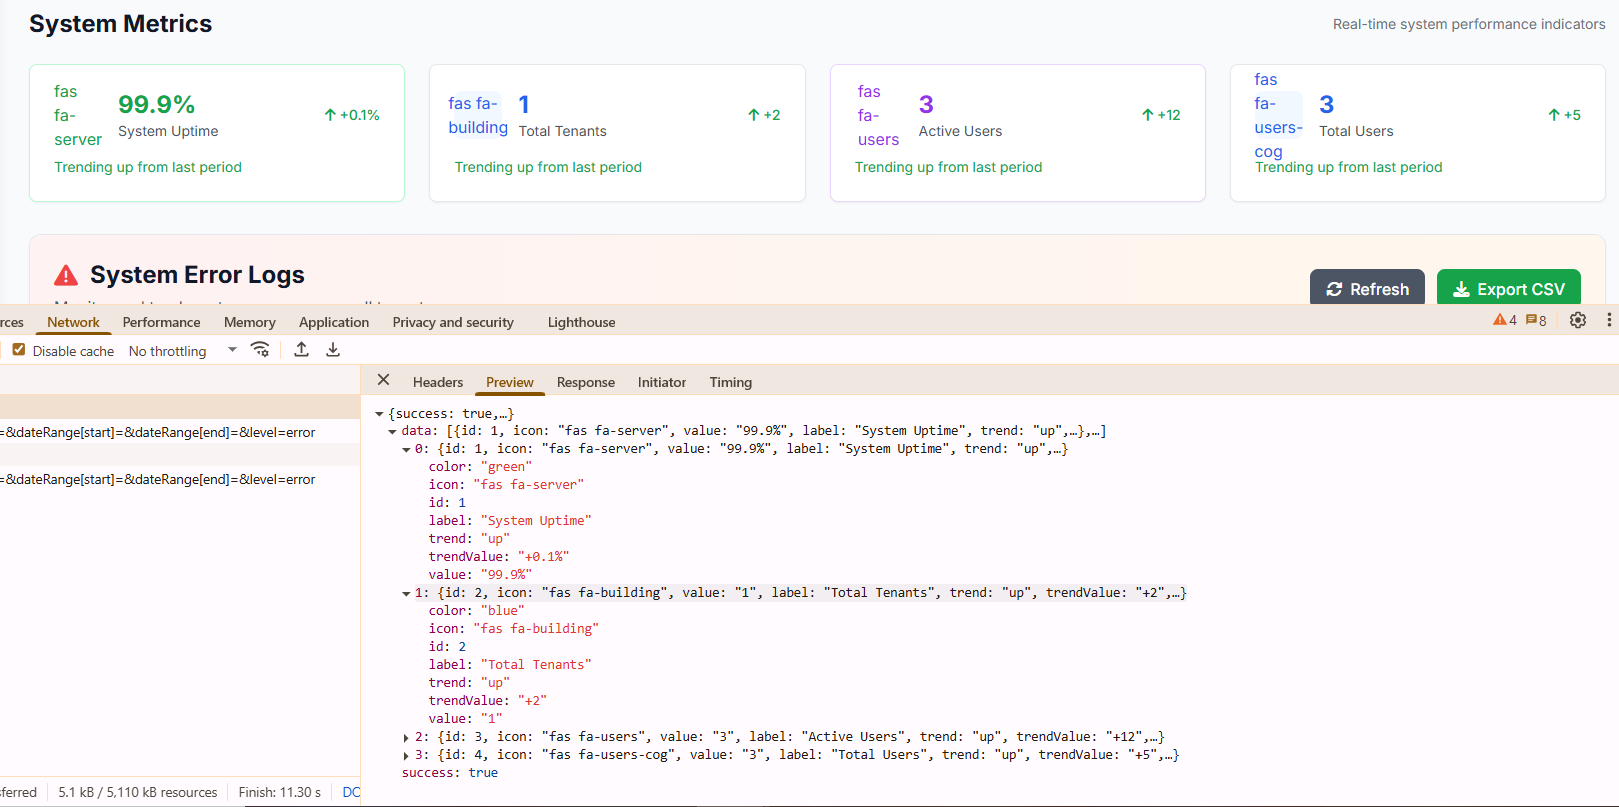 System Metrics
Real-time system performance indicators
fas
fa-
server
99.9%
System Uptime
+0.1%
Trending up from last period
fas fa-
building
1
Total Tenants
+2
Trending up from last period
fas
fa-
users
3
Active Users
+12
Trending up from last period
fas
fa-
users-
cog
3
Total Users
+5
Trending up from last period
System Error Logs
Refresh
Export CSV
rces Network Performance Memory Application Privacy and security Lighthouse 4 8
Disable cache No throttling
Headers Preview Response Initiator Timing
=&dateRange[start]=&dateRange[end]=&level=error
=&dateRange[start]=&dateRange[end]=&level=error
{success: true,…}
data: [{id: 1, icon: "fas fa-server", value: "99.9%", label: "System Uptime", trend: "up",…},…]
0: {id: 1, icon: "fas fa-server", value: "99.9%", label: "System Uptime", trend: "up",…}
color: "green"
icon: "fas fa-server"
id: 1
label: "System Uptime"
trend: "up"
trendValue: "+0.1%"
value: "99.9%"
1: {id: 2, icon: "fas fa-building", value: "1", label: "Total Tenants", trend: "up", trendValue: "+2",…}
color: "blue"
icon: "fas fa-building"
id: 2
label: "Total Tenants"
trend: "up"
trendValue: "+2"
value: "1"
2: {id: 3, icon: "fas fa-users", value: "3", label: "Active Users", trend: "up", trendValue: "+12",…}
3: {id: 4, icon: "fas fa-users-cog", value: "3", label: "Total Users", trend: "up", trendValue: "+5",…}
success: true
sferred 5.1 kB / 5,110 kB resources Finish: 11.30 s DC